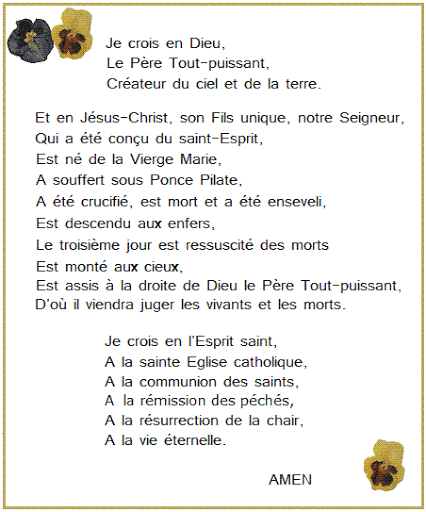 Je crois en Dieu,
Le Père Tout-puissant,
Créateur du ciel et de la terre.
Et en Jésus-Christ, son Fils unique, notre Seigneur,
Qui a été conçu du saint-Esprit,
Est né de la Vierge Marie,
A souffert sous Ponce Pilate,
A été crucifié, est mort et a été enseveli,
Est descendu aux enfers,
Le troisième jour est ressuscité des morts
Est monté aux cieux,
Est assis à la droite de Dieu le Père Tout-puissant,
D'où il viendra juger les vivants et les morts.
Je crois en l'Esprit saint,
A la sainte Eglise catholique,
A la communion des saints,
A la rémission des péchés,
A la résurrection de la chair,
A la vie éternelle.
AMEN